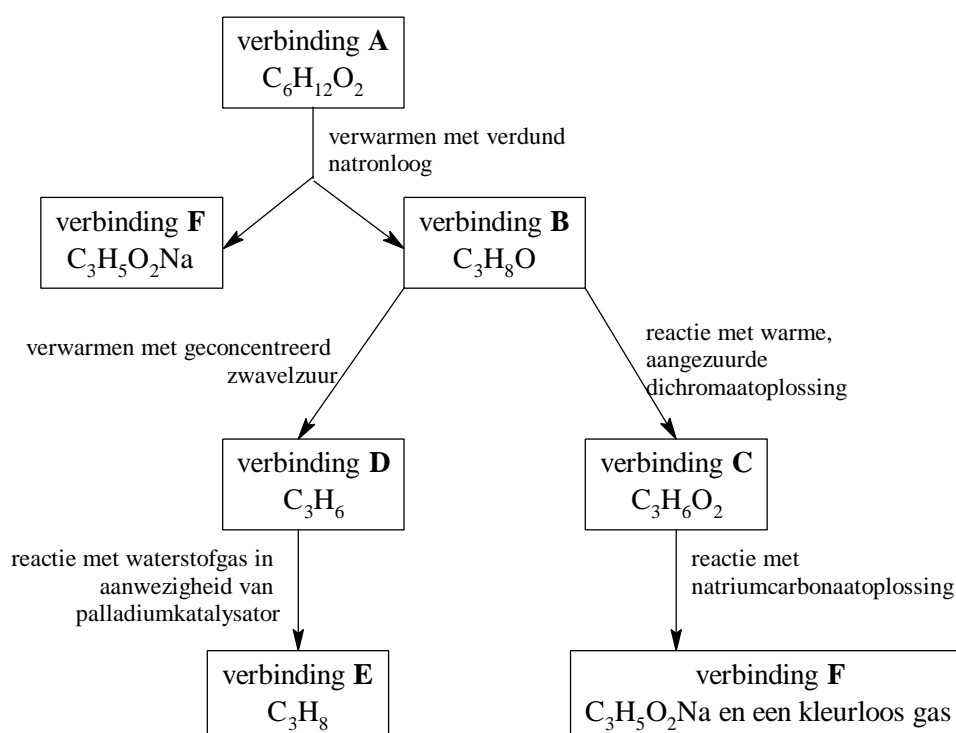 verbinding A
C₆H₁₂O₂
verwarmen met verdund
natronloog
verbinding F
C₃H₅O₂Na
verbinding B
C₃H₈O
verwarmen met geconcentreerd
zwavelzuur
reactie met warme,
aangezuurde
dichromaatoplossing
verbinding D
C₃H₆
verbinding C
C₃H₆O₂
reactie met waterstofgas in
aanwezigheid van
palladiumkatalysator
reactie met
natriumcarbonaatoplossing
verbinding E
C₃H₈
verbinding F
C₃H₅O₂Na en een kleurloos gas